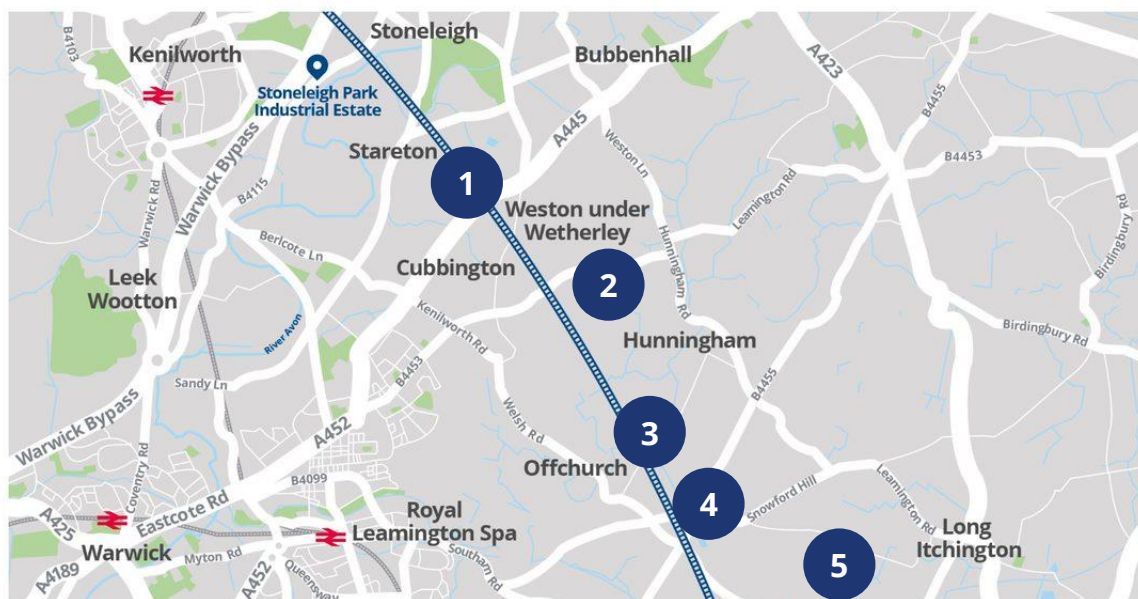 B4103
Kenilworth
Stoneleigh
Bubbenhall
A423
B4455
Stoneleigh Park
Industrial Estate
Warwick Bypass
A445
Stareton
Weston Ln
B4453
1
B4115
Warwick Rd
Leamington Rd
Birdingbury Rd
Weston under
Wetherley
Berlcote Ln
Hunningham Rd
Cubbington
2
Leek
Wootton
Kenilworth Rd
River Avon
Hunningham
Birdingbury Rd
B4453
Sandy Ln
B4455
Warwick Bypass
A452
Welsh Rd
3
Coventry Rd
Offchurch
B4099
Snowford Hill
Leamington Rd
4
Eastcote Rd
A425
Royal
Leamington Spa
Long
Itchington
Warwick
Myton Rd
Southam Rd
5
A4189
A452
Queensway